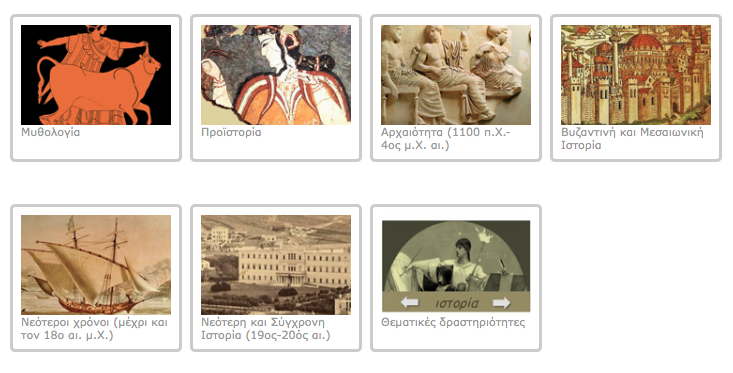 Μυθολογία
Προϊστορία
Αρχαιότητα (1100 π.Χ.-
4ος μ.Χ. αι.)
Βυζαντινή και Μεσαιωνική
Ιστορία
Νεότεροι χρόνοι (μέχρι και
τον 18ο αι. μ.Χ.)
Νεότερη και Σύγχρονη
Ιστορία (19ος-20ός αι.)
ιστορία
Θεματικές δραστηριότητες